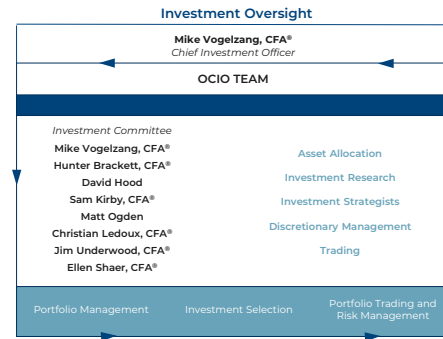 Investment Oversight
Mike Vogelzang, CFA®
Chief Investment Officer
OCIO TEAM
Investment Committee
Mike Vogelzang, CFA®
Hunter Brackett, CFA®
David Hood
Sam Kirby, CFA®
Matt Ogden
Christian Ledoux, CFA®
Jim Underwood, CFA®
Ellen Shaer, CFA®
Asset Allocation
Investment Research
Investment Strategists
Discretionary Management
Trading
Portfolio Management
Investment Selection
Portfolio Trading and
Risk Management